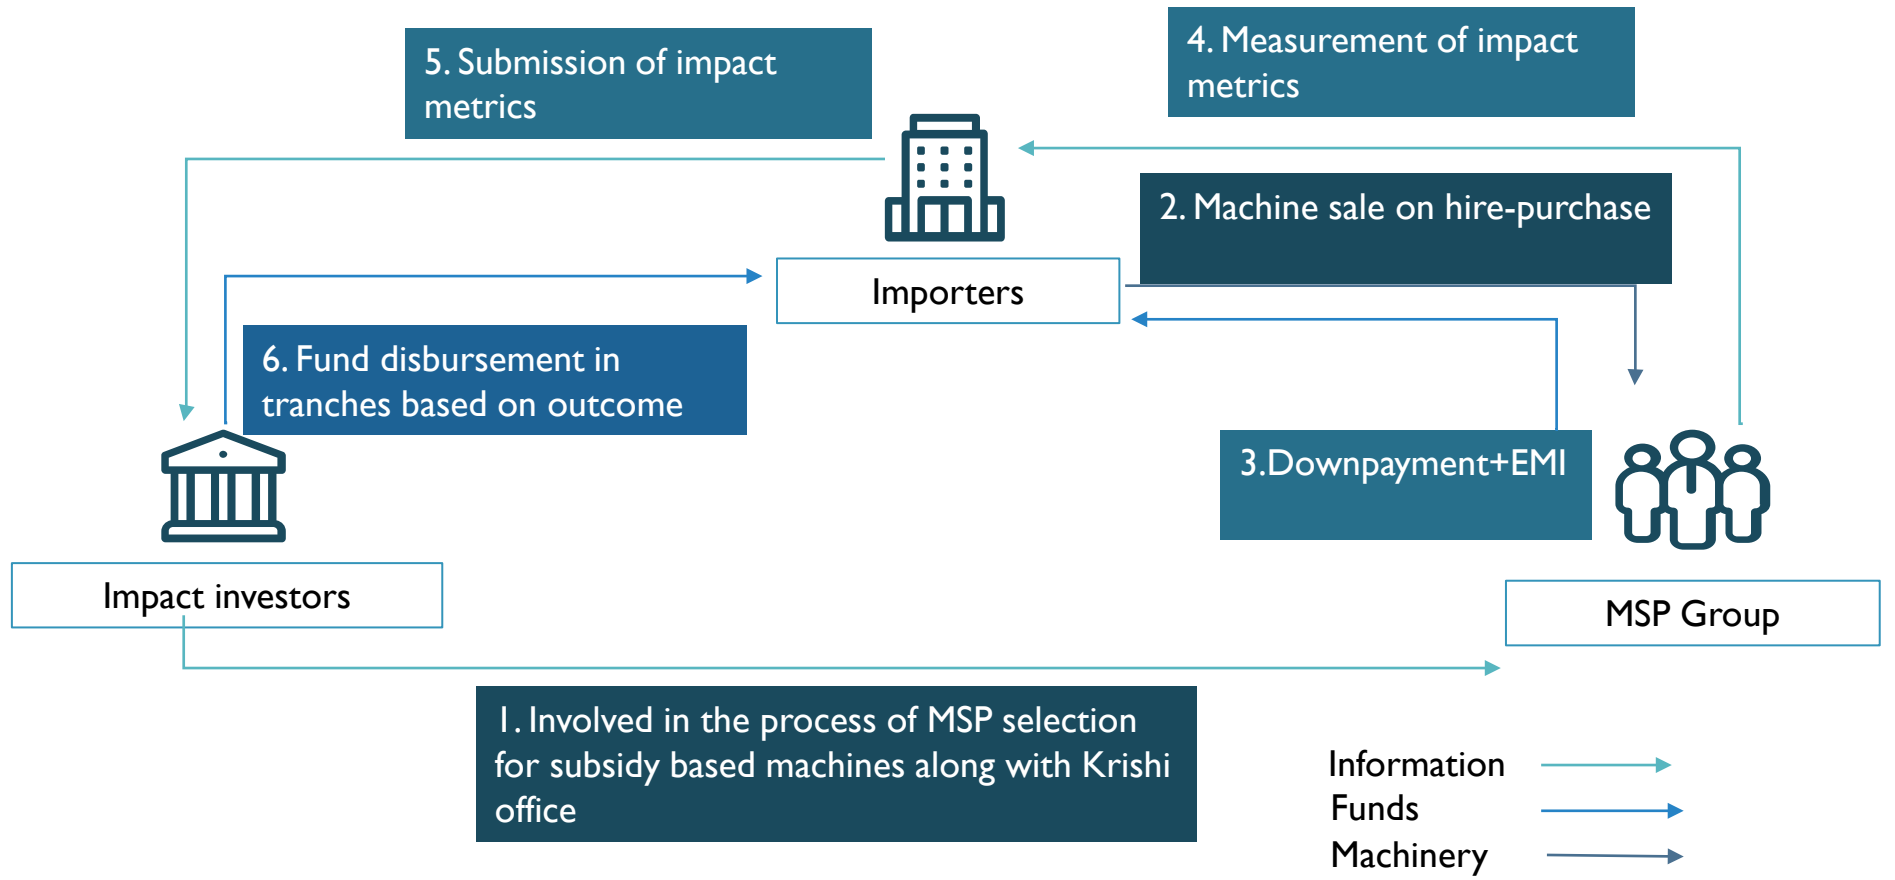 5. Submission of impact
metrics
4. Measurement of impact
metrics
2. Machine sale on hire-purchase
Importers
6. Fund disbursement in
tranches based on outcome
3.Downpayment+EMI
Impact investors
MSP Group
1. Involved in the process of MSP selection
for subsidy based machines along with Krishi
office
Information
Funds
Machinery